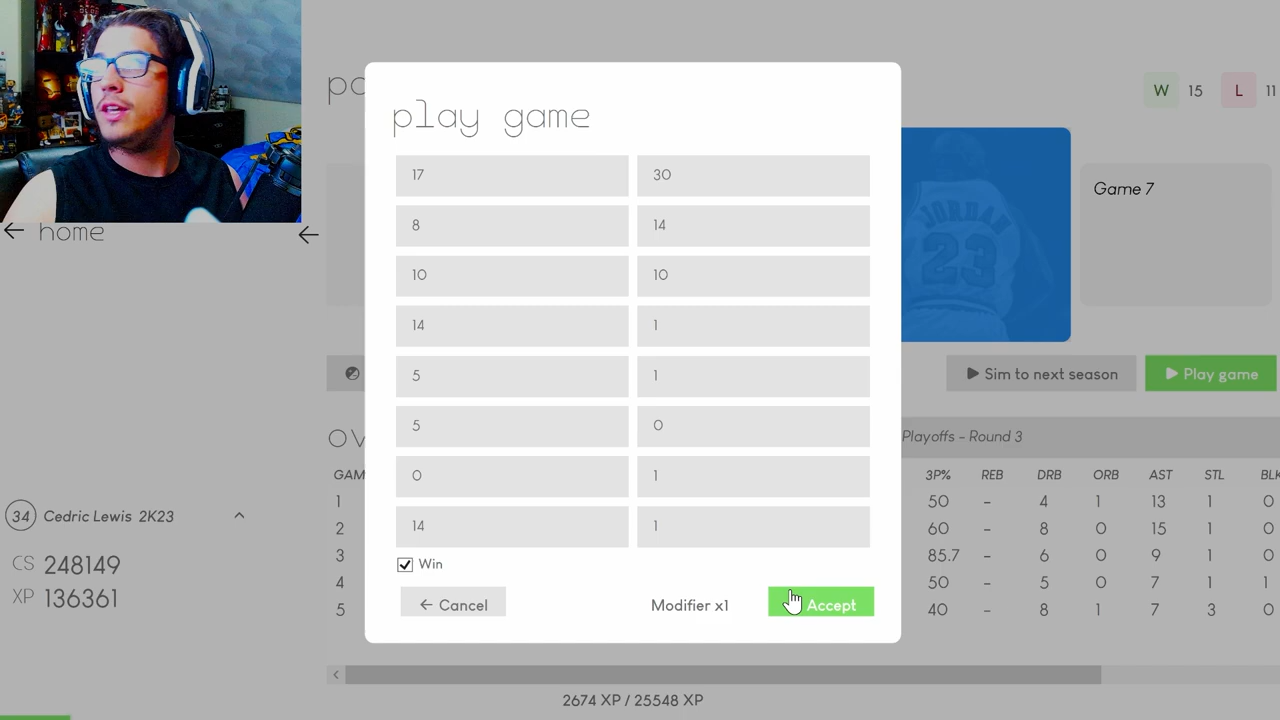 play game
17 30
8 14
10 10
14 1
5 1
5 0
0 1
14 1
Win
← Cancel
Modifier x1
Accept
← home
←
W 15 L 11
JORDAN
23
Game 7
Sim to next season
Play game
Playoffs - Round 3
GAM 3P% REB DRB ORB AST STL
1 50 – 4 1 13 1 0
2 60 – 8 0 15 1 0
3 85.7 – 6 0 9 1 0
4 50 – 5 0 7 1 1
5 40 – 8 1 7 3 0
34 Cedric Lewis 2K23
CS 248149
XP 136361
2674 XP / 25548 XP